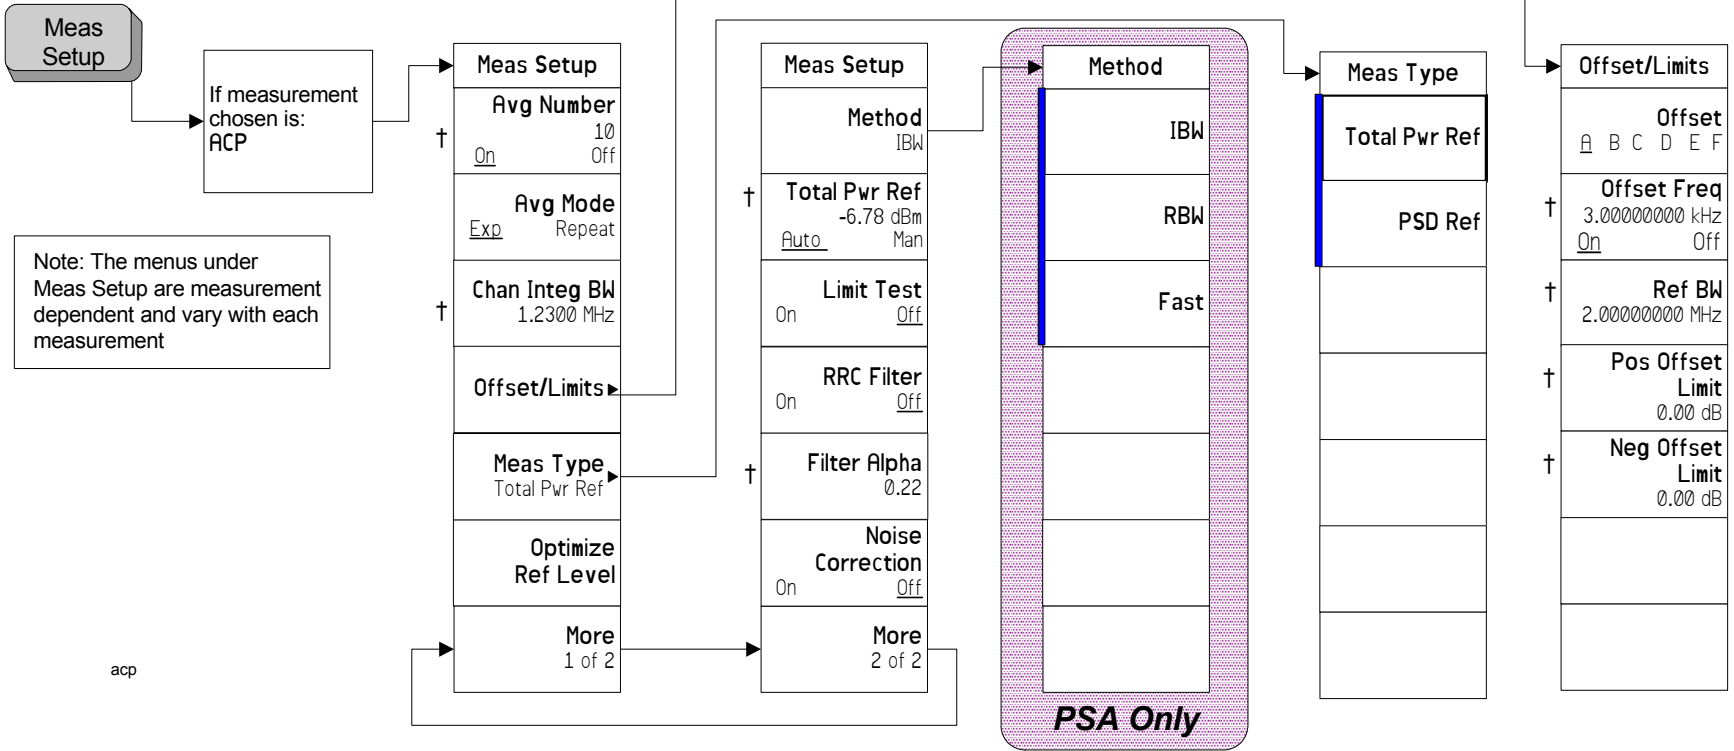 Meas
Setup
If measurement
chosen is:
ACP
Note: The menus under
Meas Setup are measurement
dependent and vary with each
measurement
acp
Meas Setup
Avg Number
10
On Off
†
Avg Mode
Exp Repeat
Chan Integ BW
1.2300 MHz
†
Offset/Limits
Meas Type
Total Pwr Ref
Optimize
Ref Level
More
1 of 2
Meas Setup
Method
IBW
Total Pwr Ref
-6.78 dBm
Auto Man
†
Limit Test
On Off
RRC Filter
On Off
Filter Alpha
0.22
†
Noise
Correction
On Off
More
2 of 2
Method
IBW
RBW
Fast
PSA Only
Meas Type
Total Pwr Ref
PSD Ref
Offset/Limits
Offset
A B C D E F
Offset Freq
3.00000000 kHz
On Off
†
Ref BW
2.00000000 MHz
†
Pos Offset
Limit
0.00 dB
†
Neg Offset
Limit
0.00 dB
†